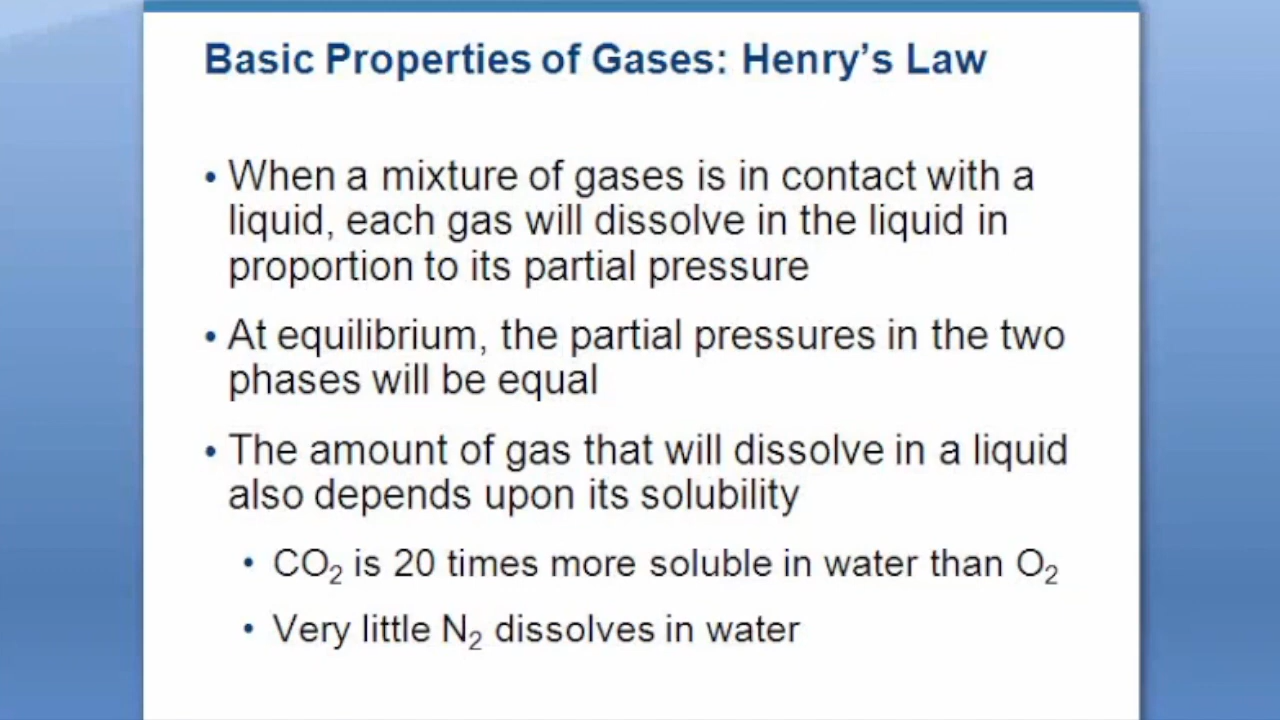 Basic Properties of Gases: Henry's Law
• When a mixture of gases is in contact with a
liquid, each gas will dissolve in the liquid in
proportion to its partial pressure
• At equilibrium, the partial pressures in the two
phases will be equal
• The amount of gas that will dissolve in a liquid
also depends upon its solubility
• CO₂ is 20 times more soluble in water than O₂
• Very little N₂ dissolves in water